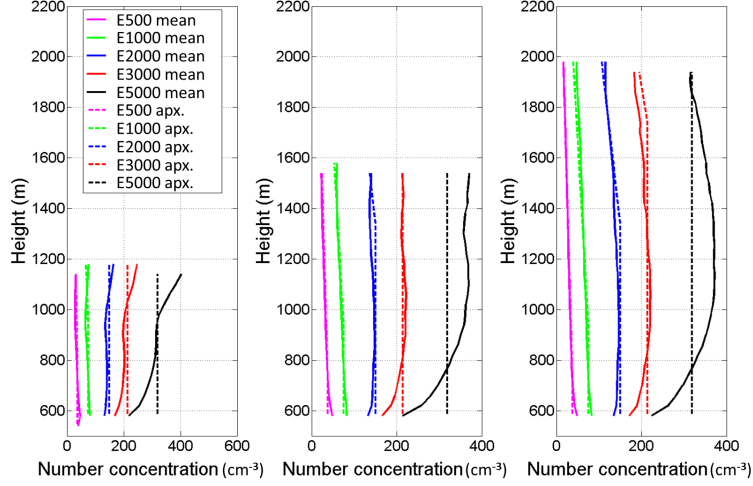 2200
2000
1800
1600
1400
1200
1000
800
600
Height (m)
E500 mean
E1000 mean
E2000 mean
E3000 mean
E5000 mean
E500 apx.
E1000 apx.
E2000 apx.
E3000 apx.
E5000 apx.
0 200 400 600
Number concentration (cm⁻³)
2200
2000
1800
1600
1400
1200
1000
800
600
Height (m)
0 200 400
Number concentration (cm⁻³)
2200
2000
1800
1600
1400
1200
1000
800
600
Height (m)
0 200 400
Number concentration (cm⁻³)